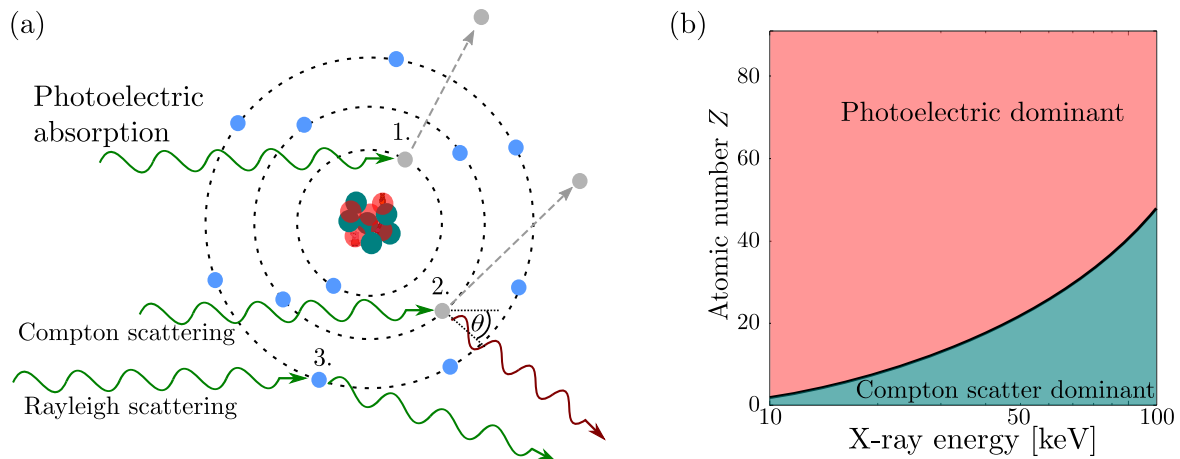 (a)
Photoelectric
absorption
1.
2.
θ
Compton scattering
3.
Rayleigh scattering
(b)
Atomic number Z
80
60
40
20
0
Photoelectric dominant
Compton scatter dominant
10
50
100
X-ray energy [keV]